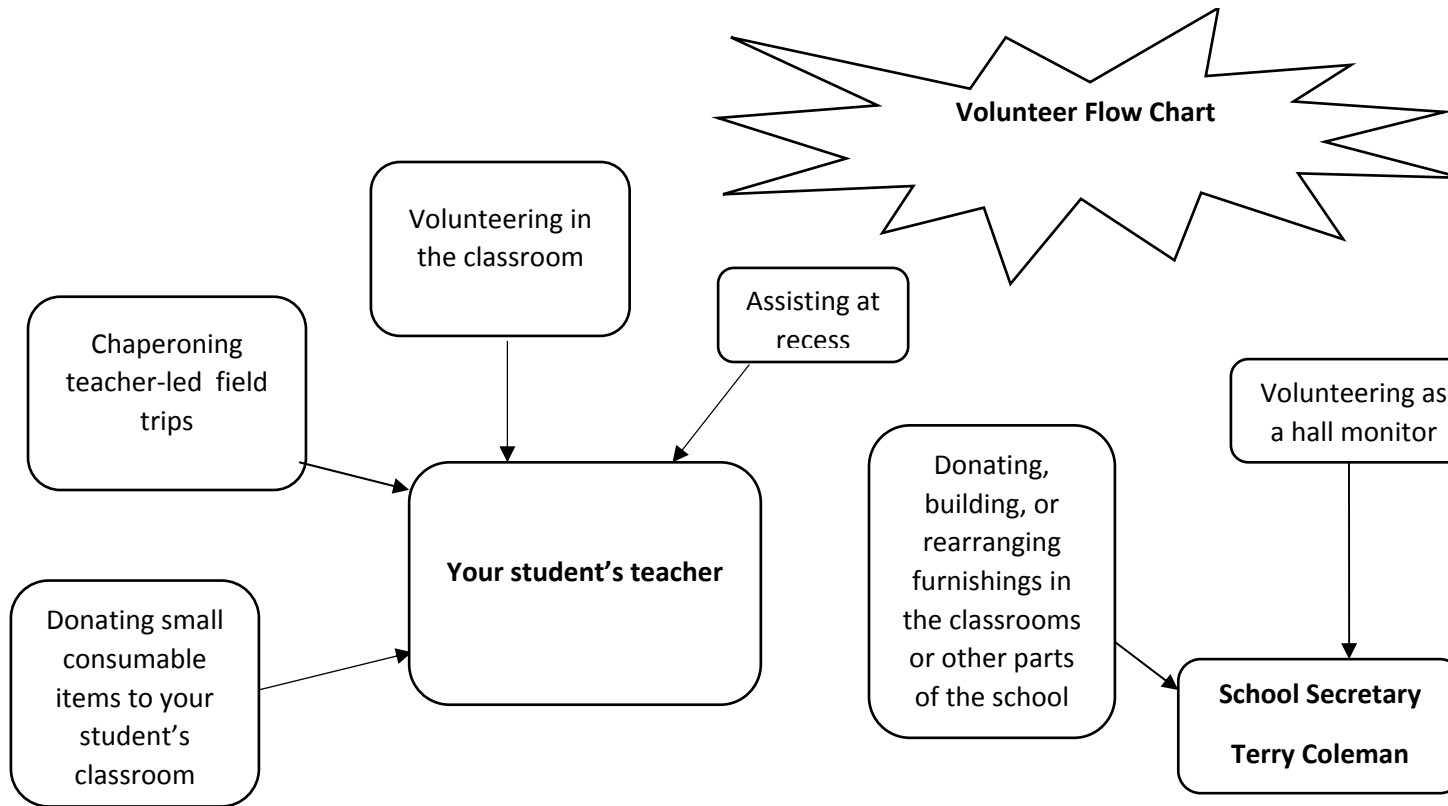 Volunteer Flow Chart
Volunteering in
the classroom
Assisting at
recess
Chaperoning
teacher-led field
trips
Volunteering as
a hall monitor
Donating,
building, or
rearranging
furnishings in
the classrooms
or other parts
of the school
Your student’s teacher
Donating small
consumable
items to your
student’s
classroom
School Secretary
Terry Coleman